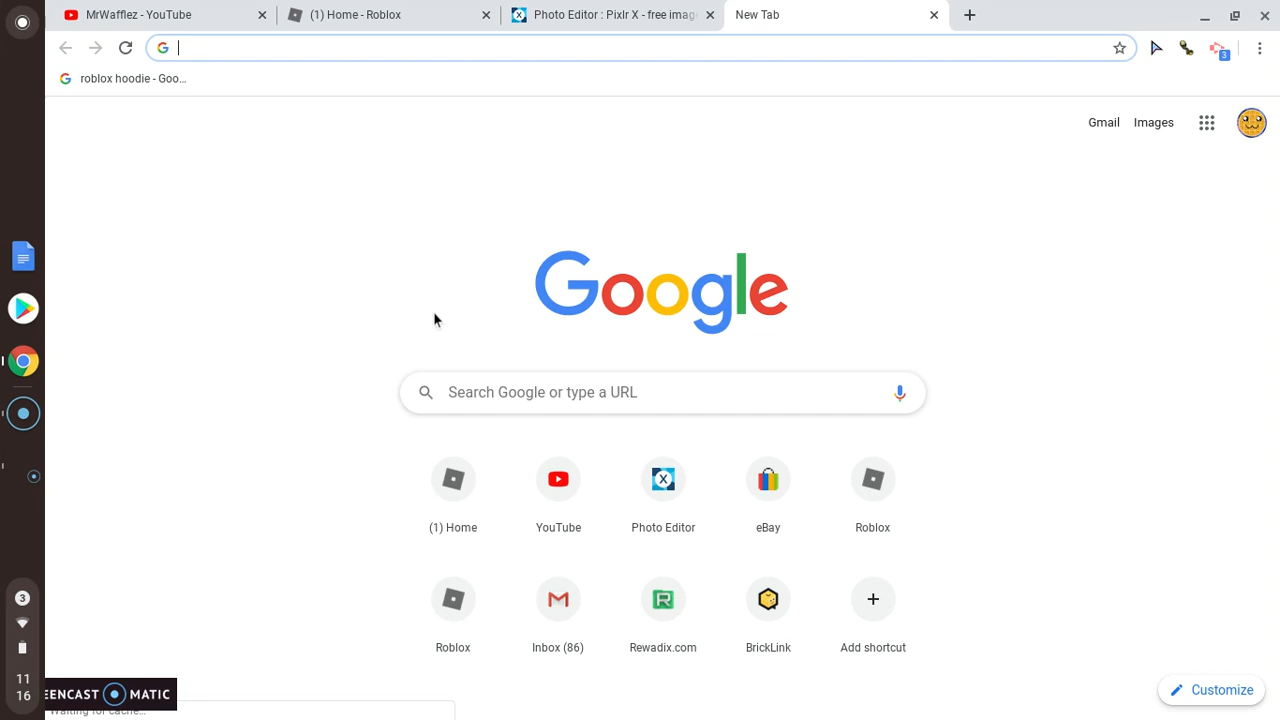 MrWafflez - YouTube
(1) Home - Roblox
Photo Editor : Pixlr X - free imag
New Tab
roblox hoodie - Goo...
3
Gmail
Images
Google
Search Google or type a URL
(1) Home
YouTube
Photo Editor
eBay
Roblox
Roblox
Inbox (86)
Rewadix.com
BrickLink
Add shortcut
3
11
16
EENCAST MATIC
Customize
Waiting for cache...